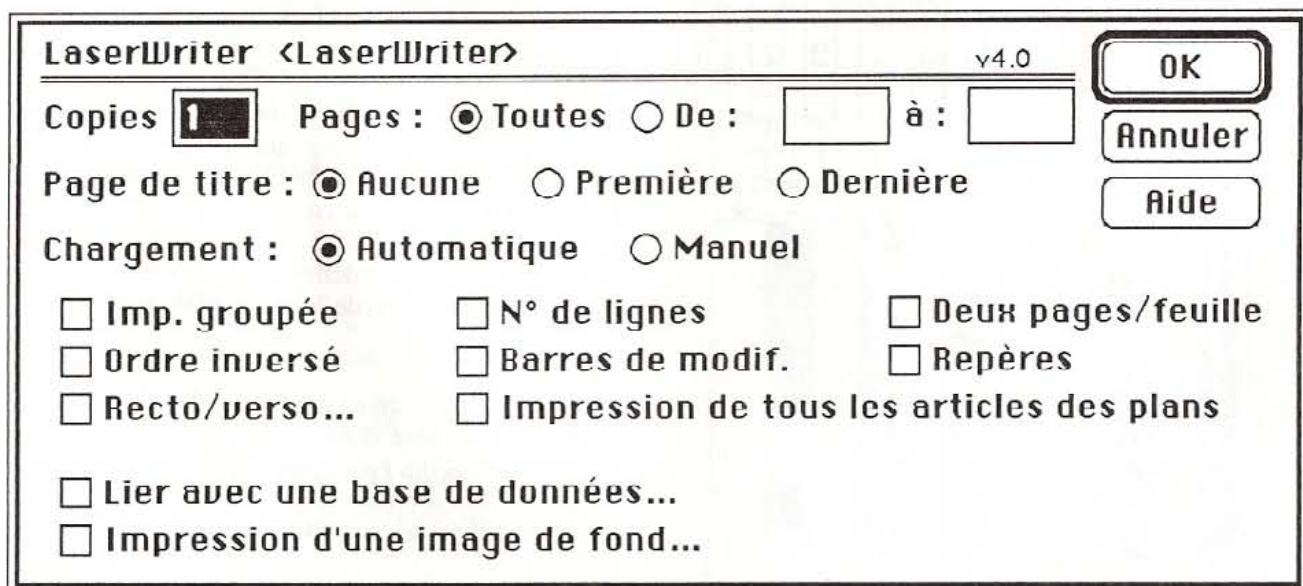 LaserWriter <LaserWriter> v4.0 OK
Copies 1 Pages : Toutes De : à :
Annuler
Page de titre : Aucune Première Dernière
Aide
Chargement : Automatique Manuel
Imp. groupée N° de lignes Deux pages/feuille
Ordre inversé Barres de modif. Repères
Recto/verso... Impression de tous les articles des plans
Lier avec une base de données...
Impression d'une image de fond...